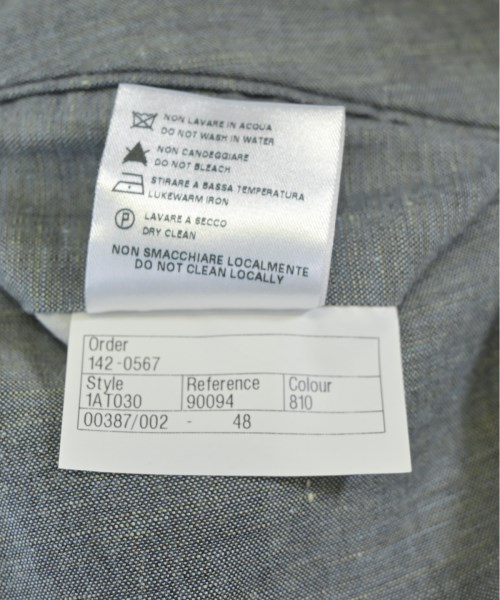 NON LAVARE IN ACQUA
DO NOT WASH IN WATER
NON CANDEGGIARE
DO NOT BLEACH
STIRARE A BASSA TEMPERATURA
LUKEWARM IRON
P
LAVARE A SECCO
DRY CLEAN
NON SMACCHIARE LOCALMENTE
DO NOT CLEAN LOCALLY
Order
142-0567
Style Reference Colour
1AT030 90094 810
00387/002 - 48